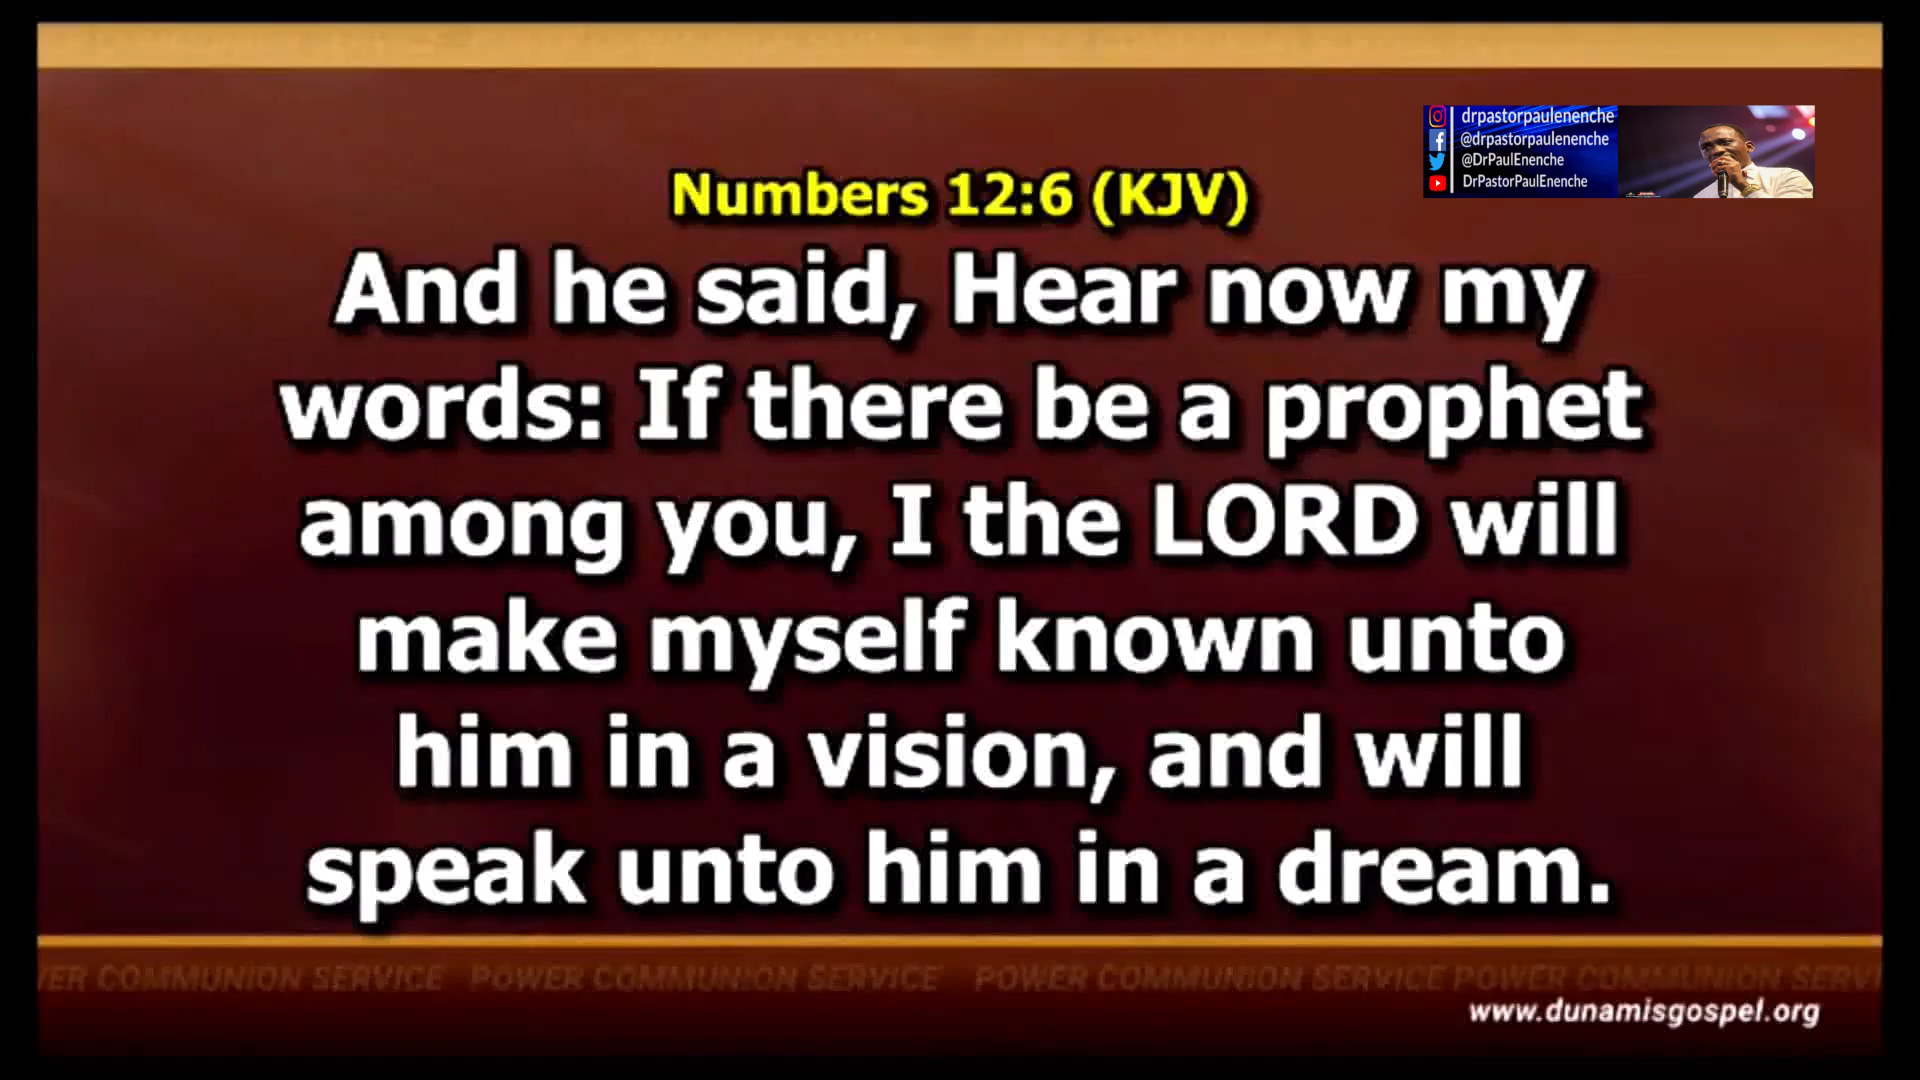 drpastorpaulenenche
@drpastorpaulenenche
@DrPaulEnenche
DrPastorPaulEnenche
Numbers 12:6 (KJV)
And he said, Hear now my
words: If there be a prophet
among you, I the LORD will
make myself known unto
him in a vision, and will
speak unto him in a dream.
ER COMMUNION SERVICE POWER COMMUNION SERVICE POWER COMMUNION SERVICE POWER COMMUNION SERVI
www.dunamisgospel.org